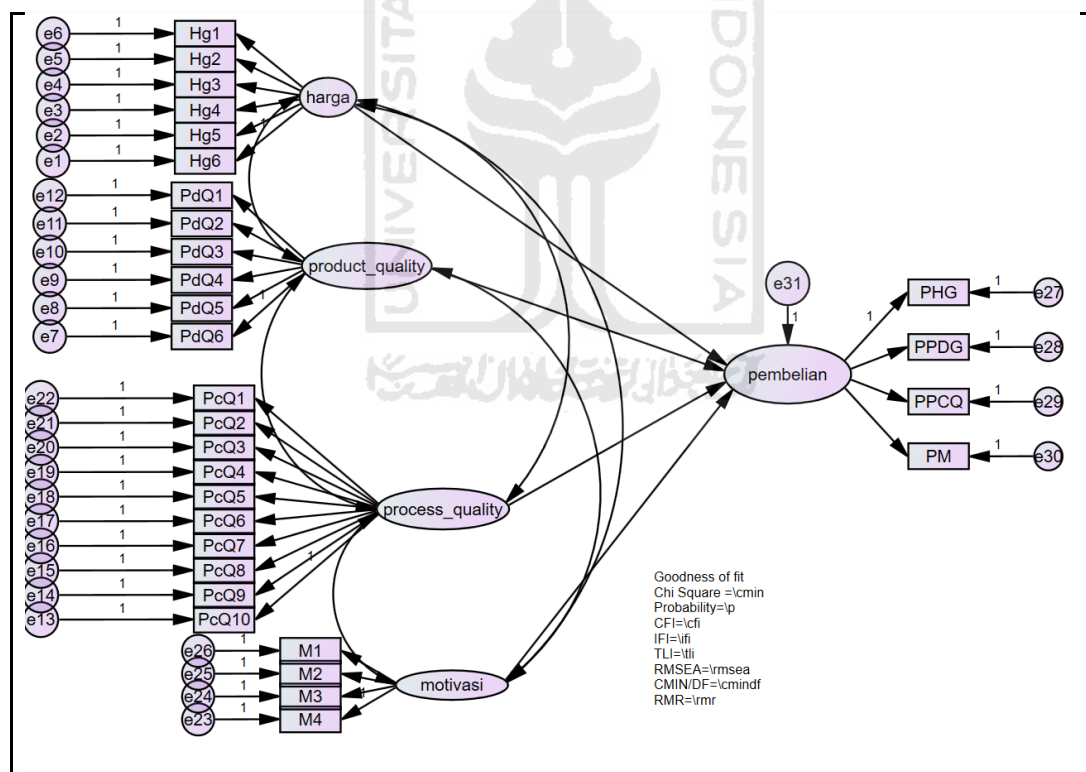 e6 1 Hg1
e5 1 Hg2
e4 1 Hg3
e3 1 Hg4
e2 1 Hg5
e1 1 Hg6
harga
1
e12 1 PdQ1
e11 1 PdQ2
e10 1 PdQ3
e9 1 PdQ4
e8 1 PdQ5
e7 1 PdQ6
product_quality
1
e22 1 PcQ1
e21 1 PcQ2
e20 1 PcQ3
e19 1 PcQ4
e18 1 PcQ5
e17 1 PcQ6
e16 1 PcQ7
e15 1 PcQ8
e14 1 PcQ9
e13 1 PcQ10
process_quality
1
e26 1 M1
e25 1 M2
e24 1 M3
e23 1 M4
motivasi
1
e31
1
pembelian
1
PHG 1 e27
PPDG 1 e28
PPCQ 1 e29
PM 1 e30
Goodness of fit
Chi Square =\cmin
Probability=\p
CFI=\cfi
IFI=\ifi
TLI=\tli
RMSEA=\rmsea
CMIN/DF=\cmindf
RMR=\rmr
UNIVERSITA
NDONESIA